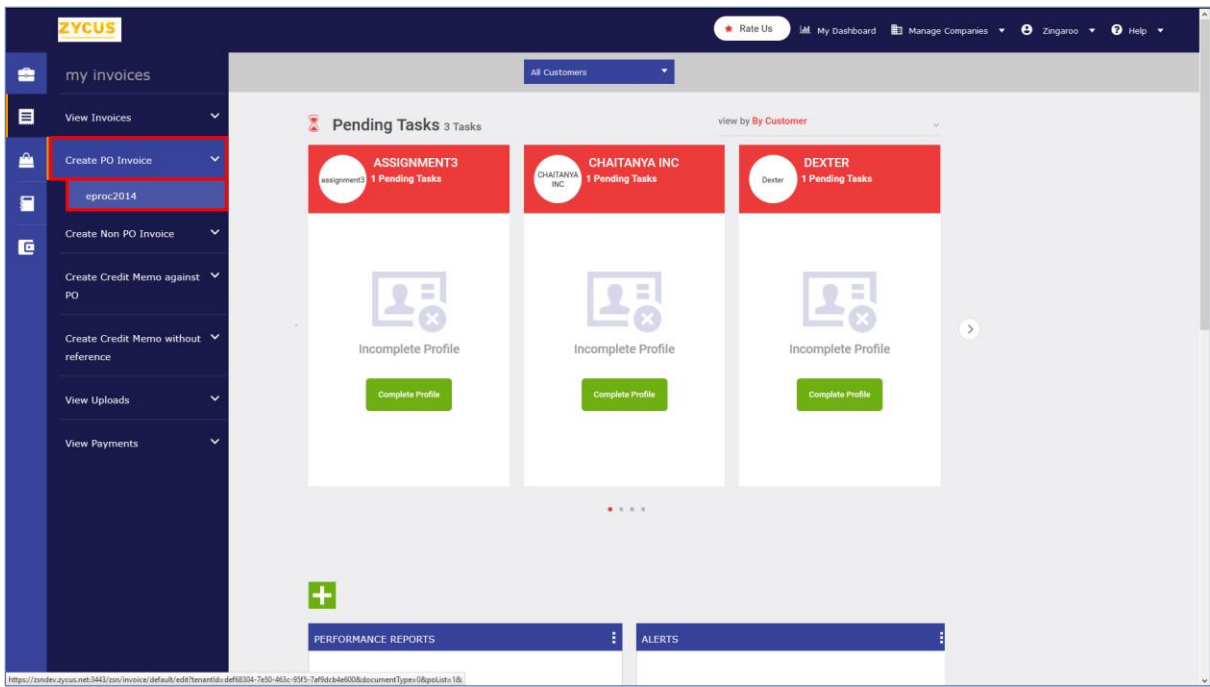 ZYCUS
Rate Us
My Dashboard
Manage Companies
Zingaroo
Help
my invoices
All Customers
View Invoices
Create PO Invoice
eproc2014
Create Non PO Invoice
Create Credit Memo against
PO
Create Credit Memo without
reference
View Uploads
View Payments
Pending Tasks 3 Tasks
view by By Customer
assignment3
ASSIGNMENT3
1 Pending Tasks
Incomplete Profile
Complete Profile
CHAITANYA
INC
CHAITANYA INC
1 Pending Tasks
Incomplete Profile
Complete Profile
Dexter
DEXTER
1 Pending Tasks
Incomplete Profile
Complete Profile
PERFORMANCE REPORTS
ALERTS
https://zsndev.zycus.net:3443/zsn/invoice/default/edit?tenantId=def68304-7e50-463c-95f5-7af9dcb4e600&documentType=0&poList=1&